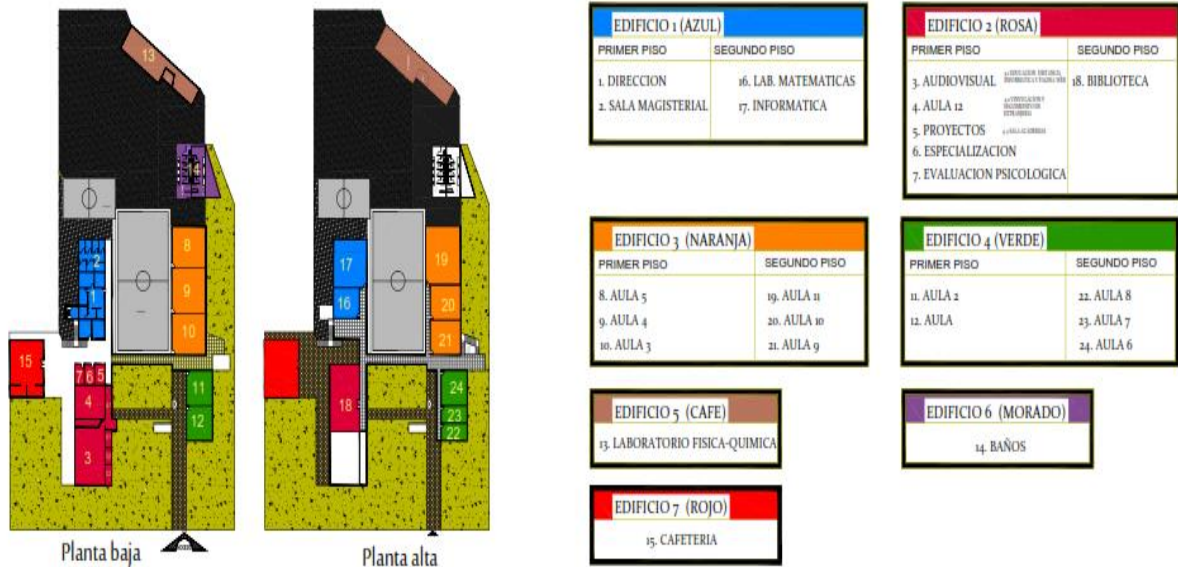 13
14
2
1
8
9
10
15
7 6 5
4
3
11
12
Planta baja
17
16
19
20
21
18
24
23
22
Planta alta
EDIFICIO 1 (AZUL)
PRIMER PISO SEGUNDO PISO
1. DIRECCION 16. LAB. MATEMATICAS
2. SALA MAGISTERIAL 17. INFORMATICA
EDIFICIO 2 (ROSA)
PRIMER PISO SEGUNDO PISO
3. AUDIOVISUAL 18. BIBLIOTECA
4. AULA 12
5. PROYECTOS
6. ESPECIALIZACION
7. EVALUACION PSICOLOGICA
EDIFICIO 3 (NARANJA)
PRIMER PISO SEGUNDO PISO
8. AULA 5 19. AULA 11
9. AULA 4 20. AULA 10
10. AULA 3 21. AULA 9
EDIFICIO 4 (VERDE)
PRIMER PISO SEGUNDO PISO
11. AULA 2 22. AULA 8
12. AULA 23. AULA 7
24. AULA 6
EDIFICIO 5 (CAFE)
13. LABORATORIO FISICA-QUIMICA
EDIFICIO 6 (MORADO)
14. BAÑOS
EDIFICIO 7 (ROJO)
15. CAFETERIA